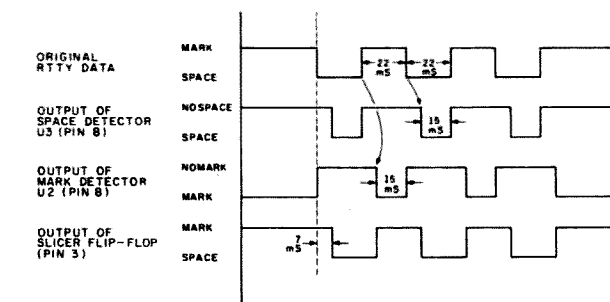 ORIGINAL
RTTY DATA
MARK
SPACE
22
mS
22
mS
OUTPUT OF
SPACE DETECTOR
U3 (PIN 8)
NOSPACE
SPACE
15
mS
OUTPUT OF
MARK DETECTOR
U2 (PIN 8)
NOMARK
MARK
15
mS
OUTPUT OF
SLICER FLIP-FLOP
(PIN 3)
MARK
SPACE
7
mS